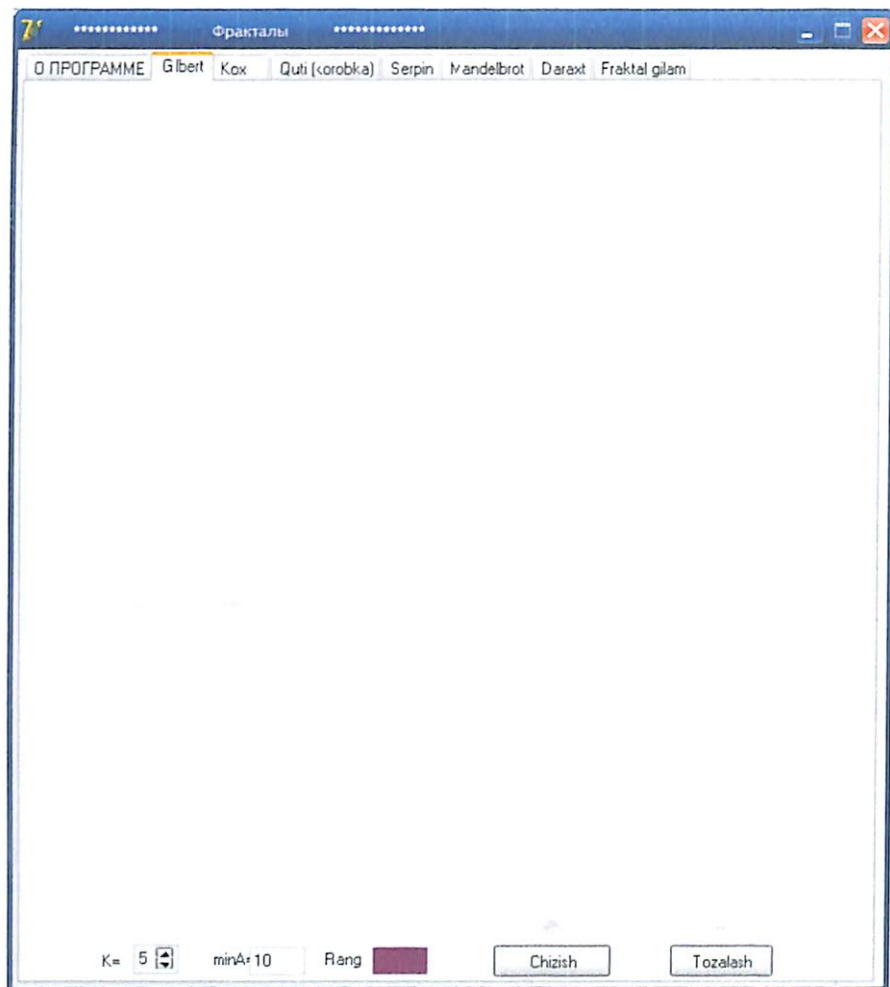 ************ Фракталы *************
О ПРОГРАММЕ Gilbert Kox Quti (korobka) Serpin Mandelbrot Daraxt Fraktal gilam
K= 5 minA= 10 Rang Chizish Tozalash